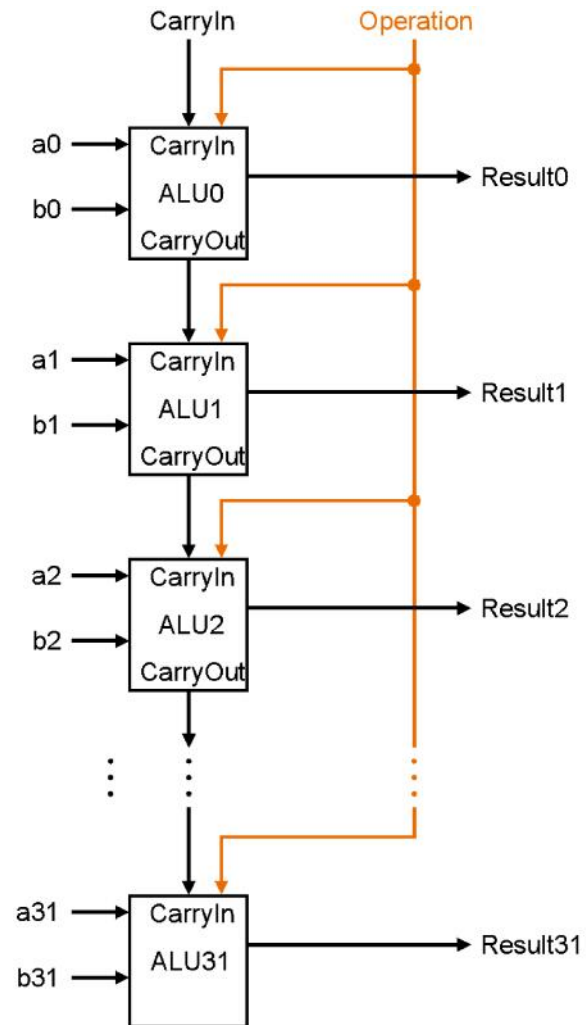 CarryIn
Operation
a0
CarryIn
b0
ALU0
CarryOut
Result0
a1
CarryIn
b1
ALU1
CarryOut
Result1
a2
CarryIn
b2
ALU2
CarryOut
Result2
a31
CarryIn
b31
ALU31
Result31